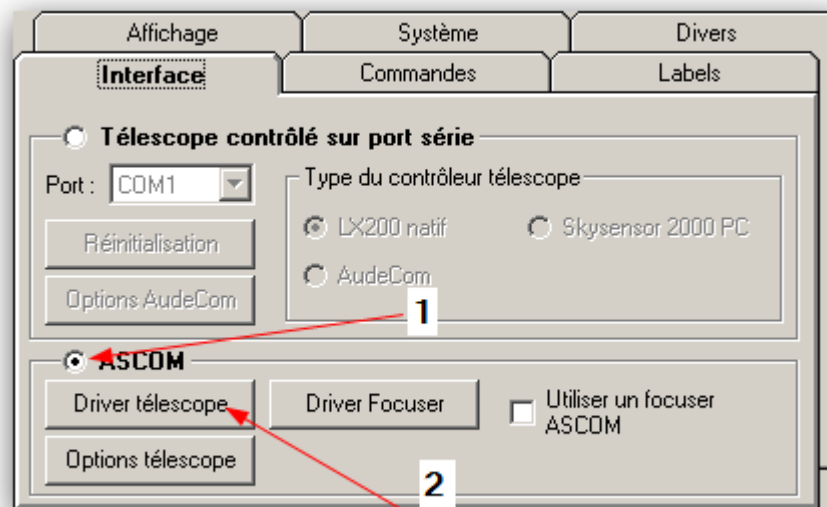 Affichage
Système
Divers
Interface
Commandes
Labels
Télescope contrôlé sur port série
Port :
COM1
Type du contrôleur télescope
Réinitialisation
LX200 natif
Skysensor 2000 PC
Options AudeCom
AudeCom
1
ASCOM
Driver télescope
Driver Focuser
Utiliser un focuser
ASCOM
Options télescope
2